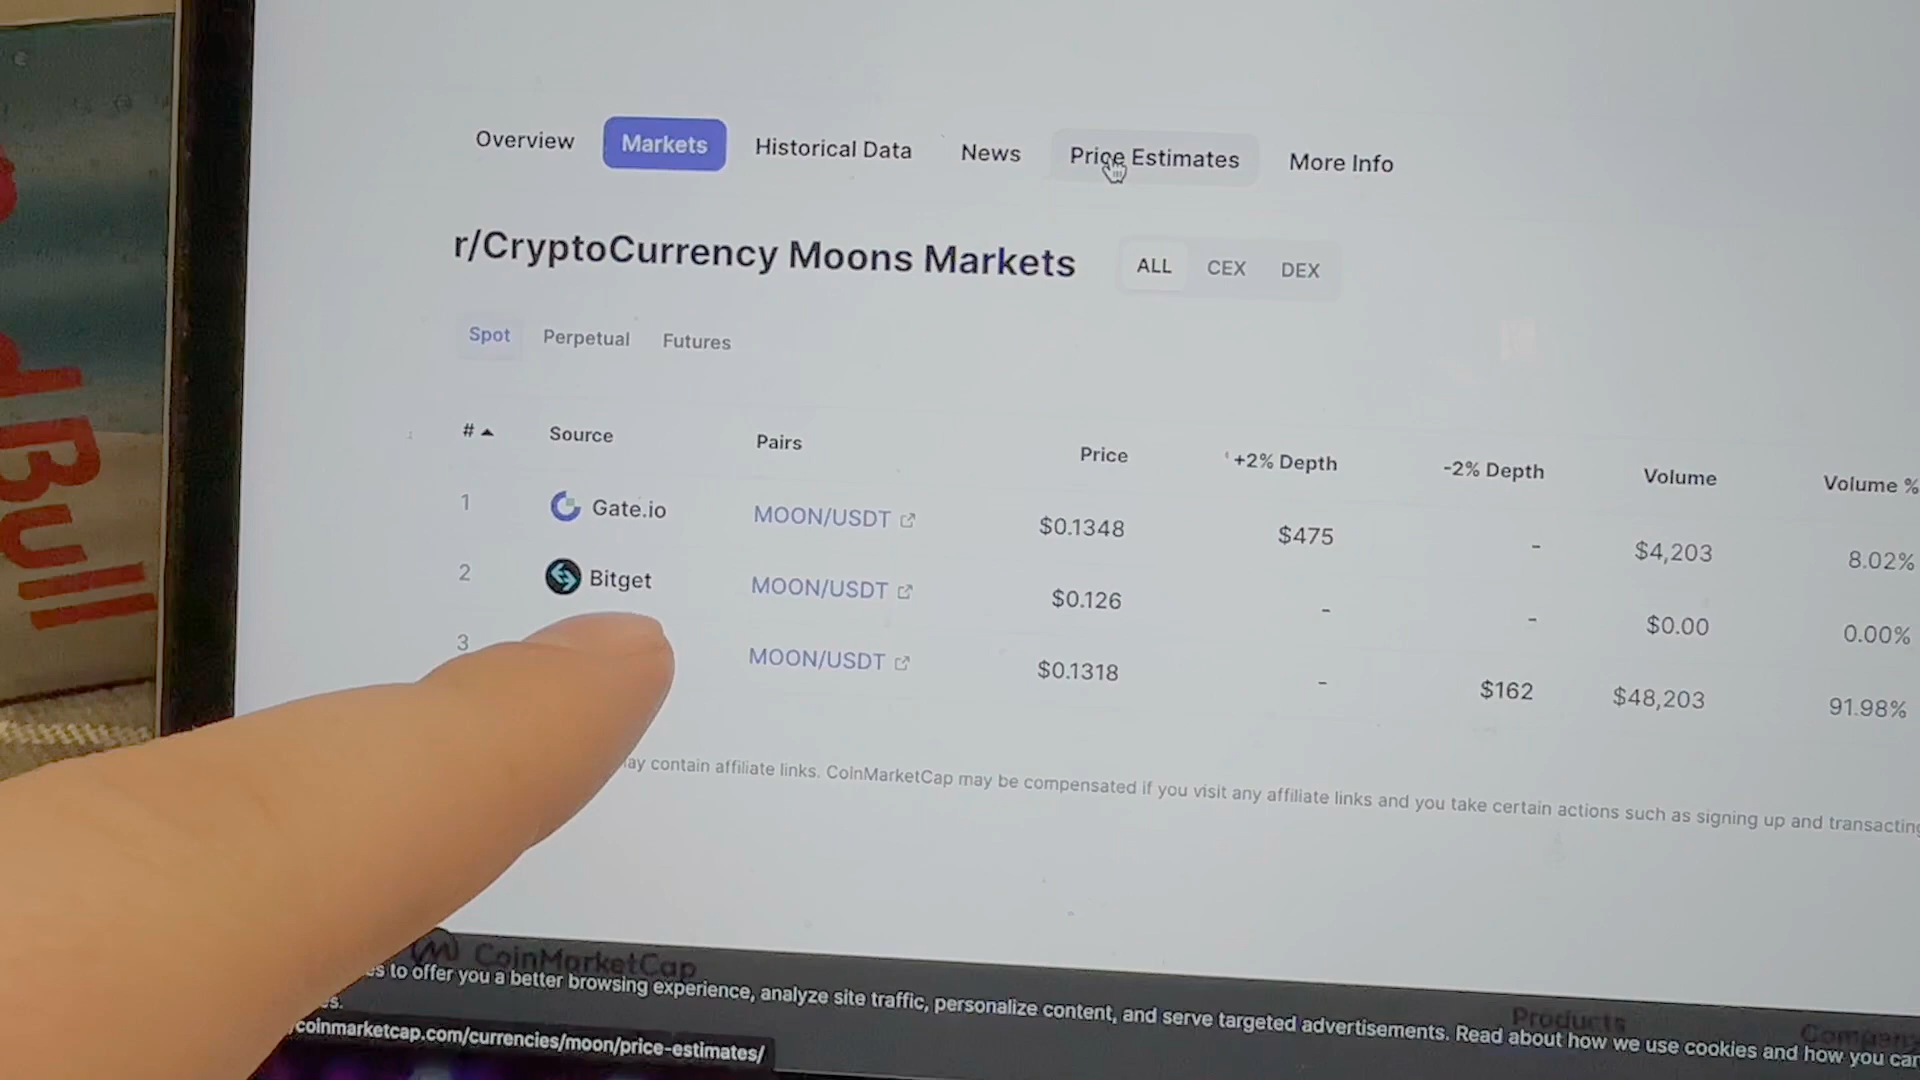 Overview Markets Historical Data News Price Estimates More Info
r/CryptoCurrency Moons Markets ALL CEX DEX
Spot Perpetual Futures
# Source Pairs Price +2% Depth -2% Depth Volume Volume %
1 Gate.io MOON/USDT $0.1348 $475 - $4,203 8.02%
2 Bitget MOON/USDT $0.126 - - $0.00 0.00%
3 MOON/USDT $0.1318 - $162 $48,203 91.98%
contain affiliate links. CoinMarketCap may be compensated if you visit any affiliate links and you take certain actions such as signing up and transacting
CoinMarketCap
Products
to offer you a better browsing experience, analyze site traffic, personalize content, and serve targeted advertisements. Read about how we use cookies and how you can
coinmarketcap.com/currencies/moon/price-estimates/
Bull